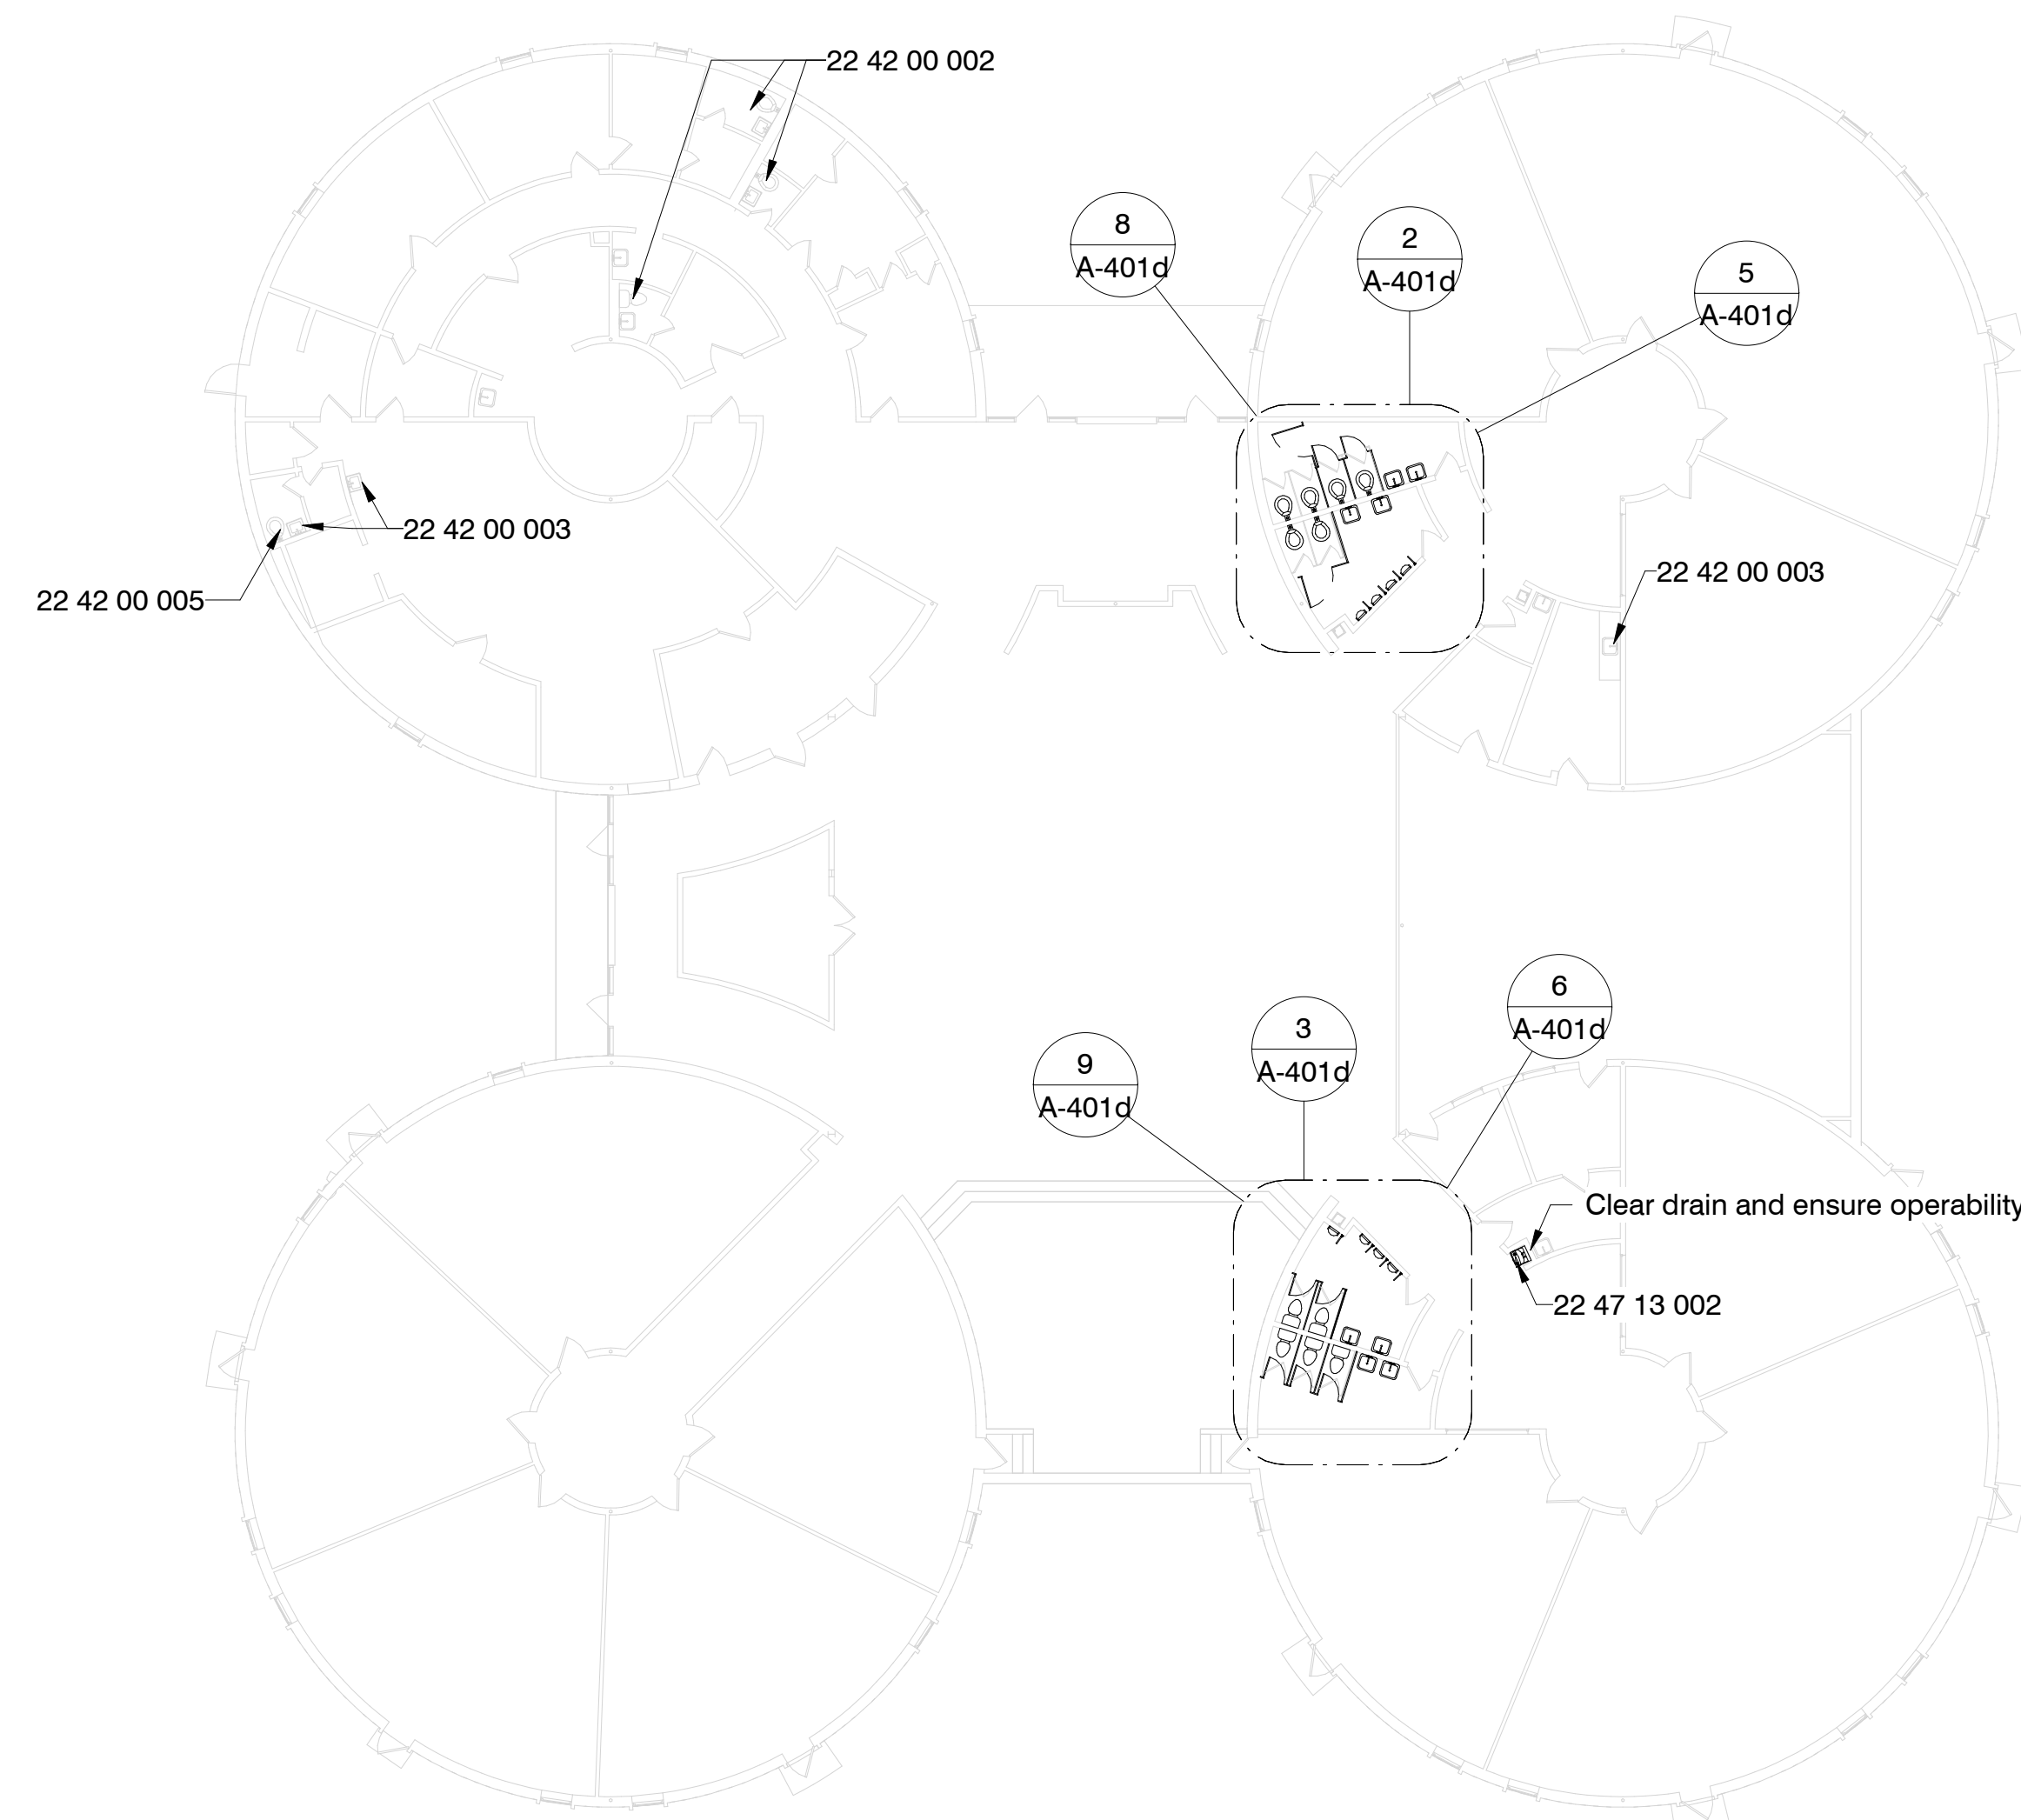 22 42 00 002
8
A-401d
2
A-401d
5
A-401d
22 42 00 003
22 42 00 005
22 42 00 003
6
A-401d
3
A-401d
9
A-401d
Clear drain and ensure operability
22 47 13 002